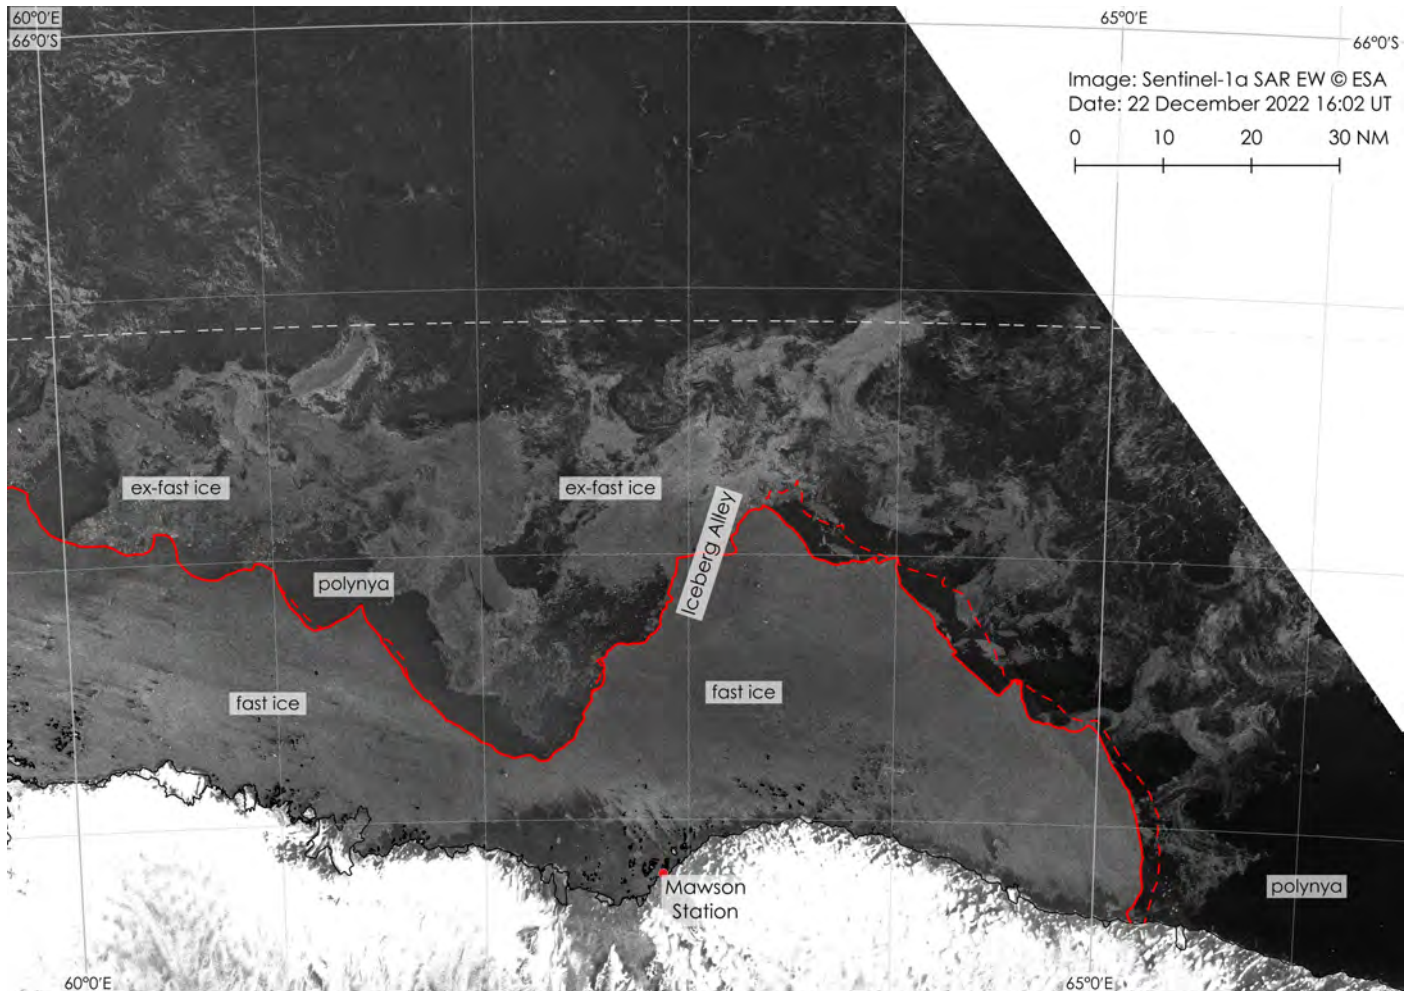 60°0'E
66°0'S
65°0'E
66°0'S
Image: Sentinel-1a SAR EW © ESA
Date: 22 December 2022 16:02 UT
0 10 20 30 NM
ex-fast ice
ex-fast ice
Iceberg Alley
polynya
fast ice
fast ice
Mawson
Station
polynya
60°0'E
65°0'E